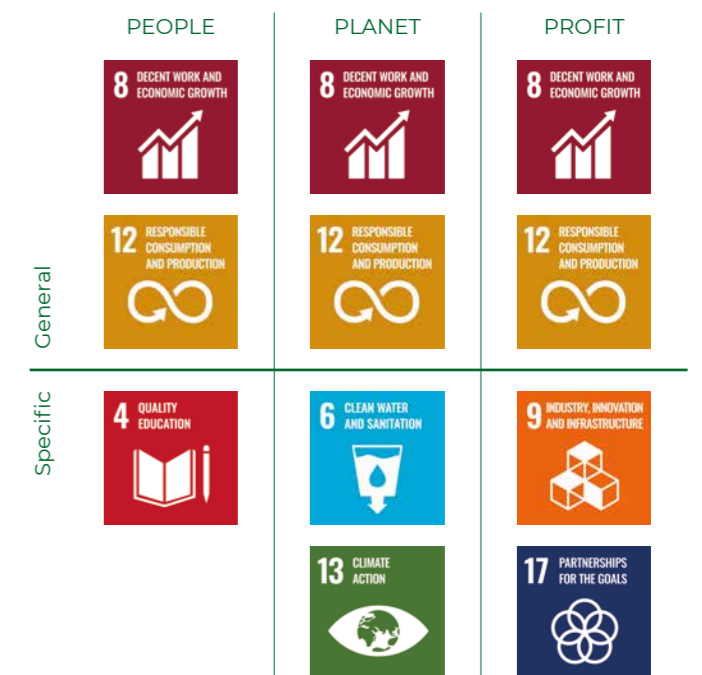 PEOPLE
PLANET
PROFIT
General
8 DECENT WORK AND
ECONOMIC GROWTH
8 DECENT WORK AND
ECONOMIC GROWTH
8 DECENT WORK AND
ECONOMIC GROWTH
12 RESPONSIBLE
CONSUMPTION
AND PRODUCTION
12 RESPONSIBLE
CONSUMPTION
AND PRODUCTION
12 RESPONSIBLE
CONSUMPTION
AND PRODUCTION
Specific
4 QUALITY
EDUCATION
6 CLEAN WATER
AND SANITATION
9 INDUSTRY, INNOVATION
AND INFRASTRUCTURE
13 CLIMATE
ACTION
17 PARTNERSHIPS
FOR THE GOALS